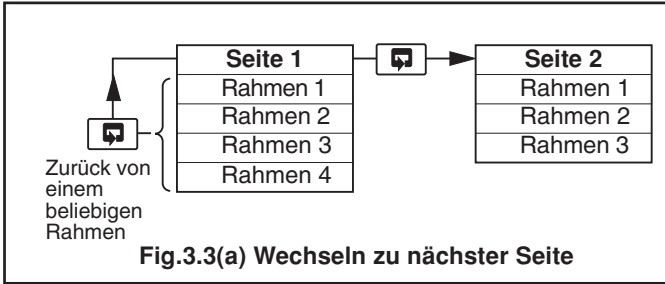 Seite 1
Rahmen 1
Rahmen 2
Rahmen 3
Rahmen 4
Zurück von
einem
beliebigen
Rahmen
Seite 2
Rahmen 1
Rahmen 2
Rahmen 3
Fig.3.3(a) Wechseln zu nächster Seite